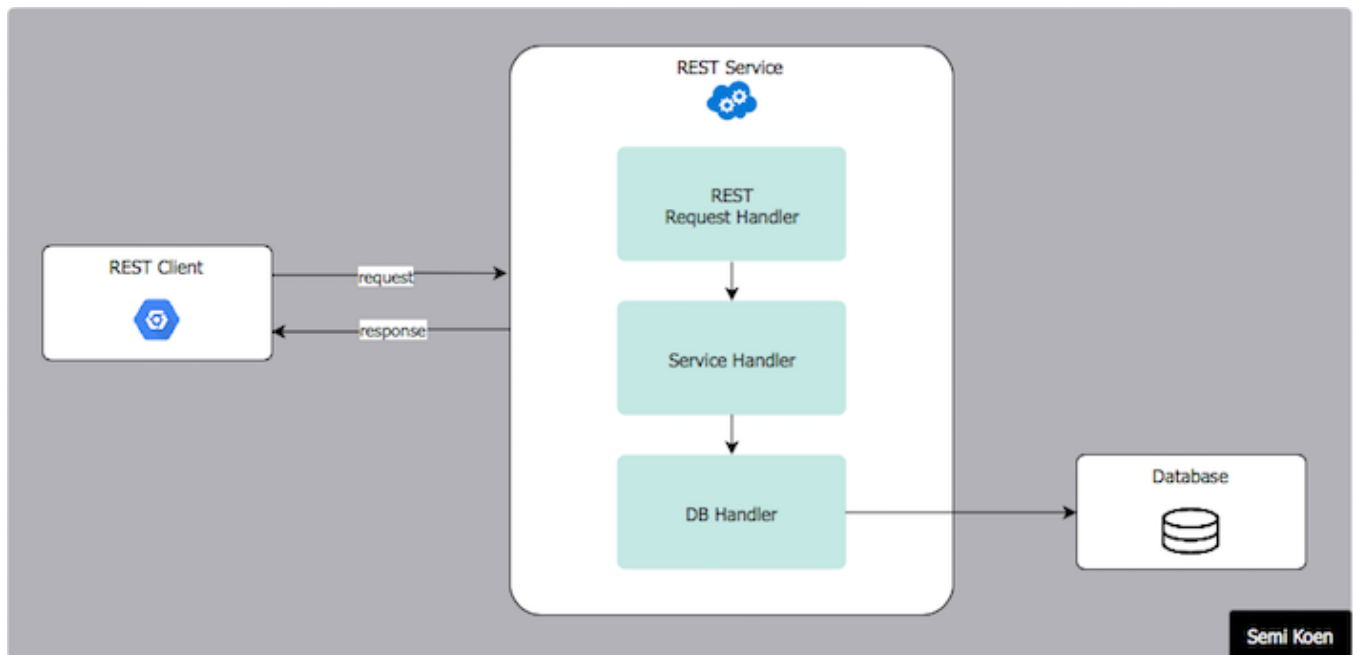 REST Service
REST
Request Handler
REST Client
request
response
Service Handler
DB Handler
Database
Semi Koen